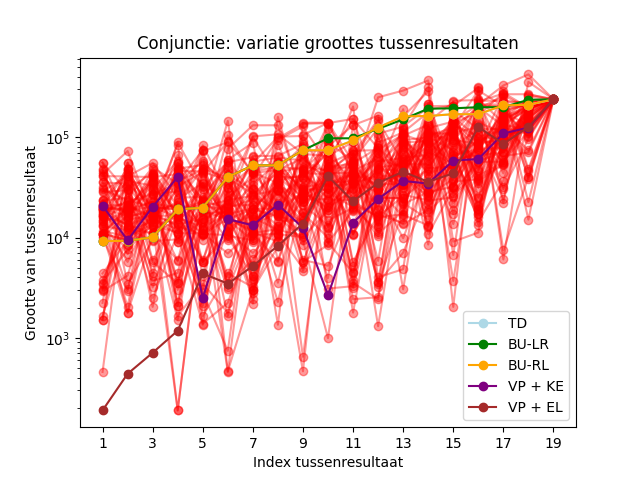 Conjunctie: variatie groottes tussenresultaten
Grootte van tussenresultaat
10^5
10^4
10^3
TD
BU-LR
BU-RL
VP + KE
VP + EL
1 3 5 7 9 11 13 15 17 19
Index tussenresultaat